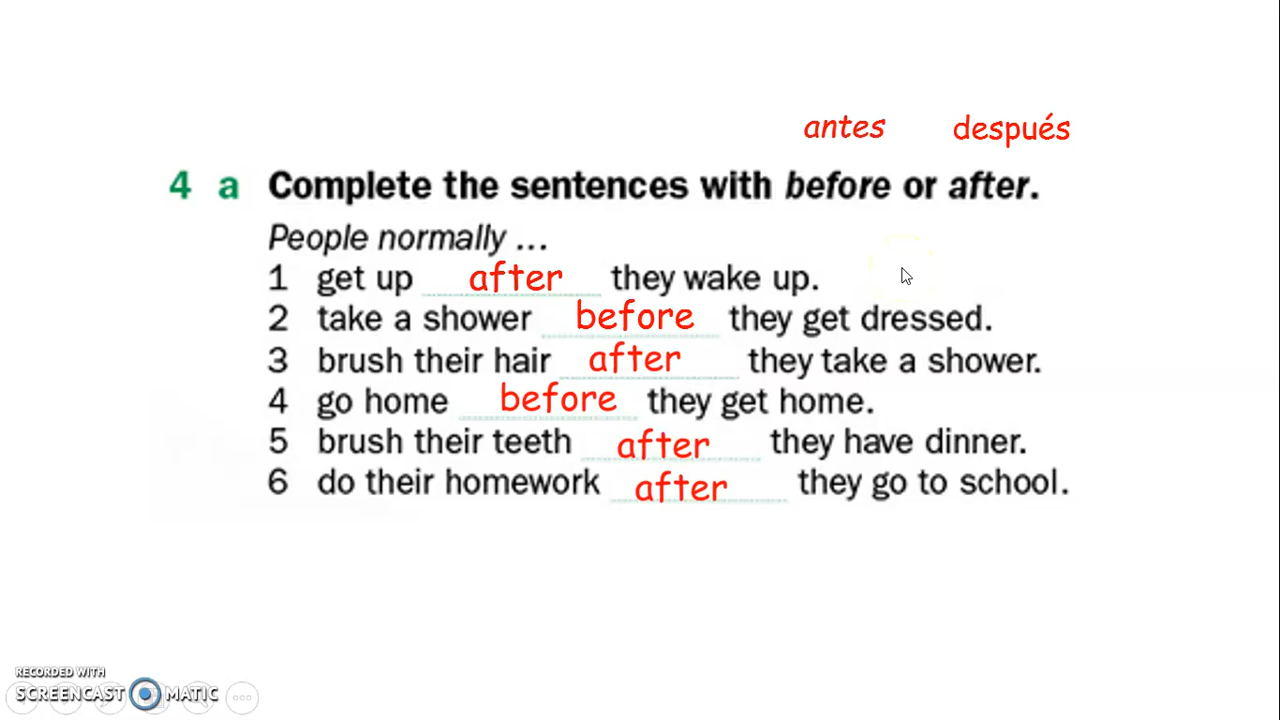 antes después
4 a Complete the sentences with before or after.
People normally ...
1 get up after they wake up.
2 take a shower before they get dressed.
3 brush their hair after they take a shower.
4 go home before they get home.
5 brush their teeth after they have dinner.
6 do their homework after they go to school.
RECORDED WITH
SCREENCAST MATIC